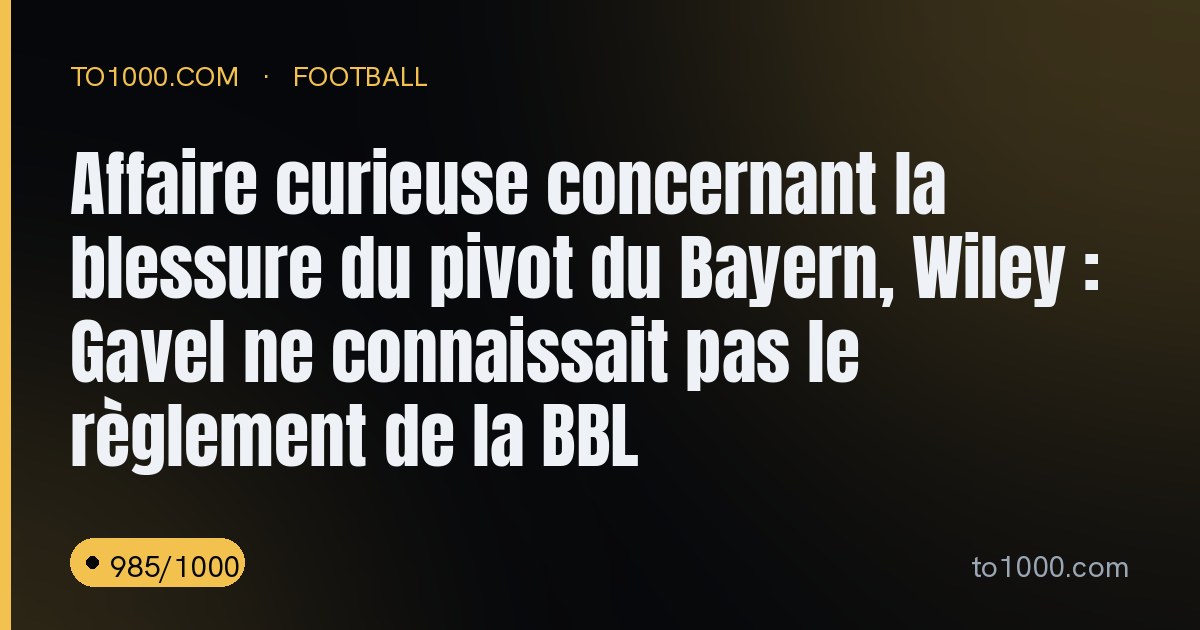 TO1000.COM · FOOTBALL
Affaire curieuse concernant la
blessure du pivot du Bayern, Wiley :
Gavel ne connaissait pas le
règlement de la BBL
985/1000
to1000.com